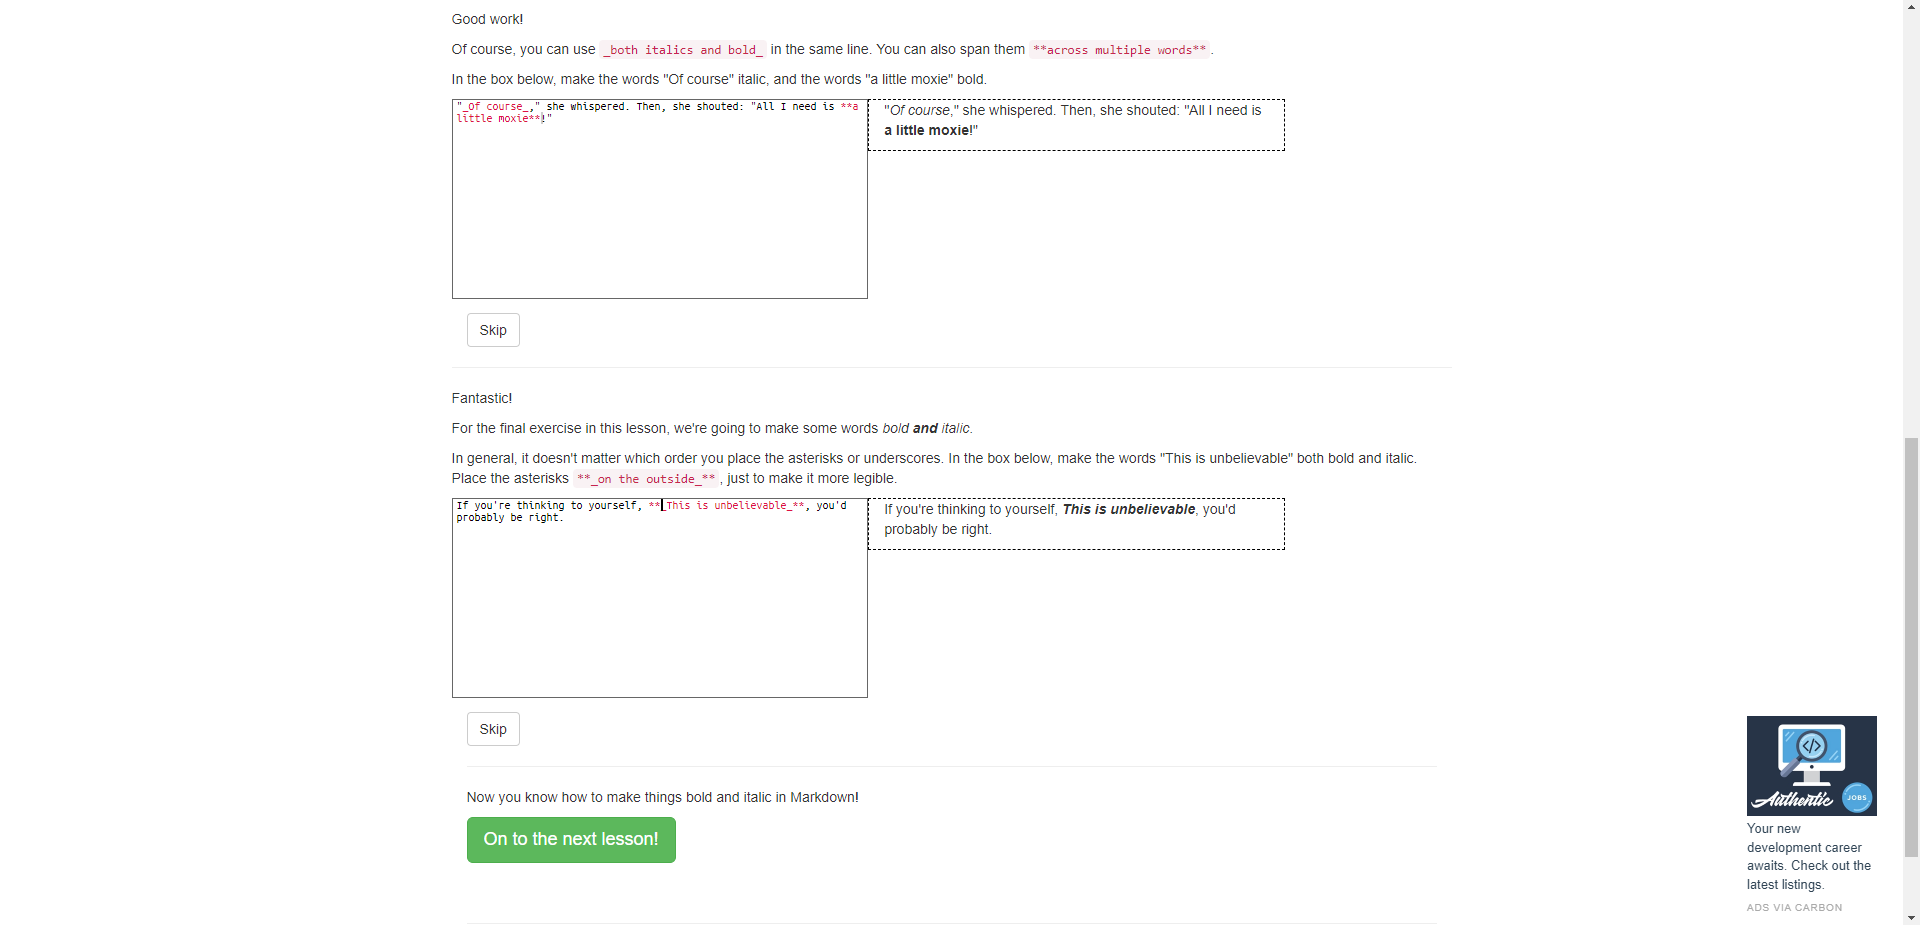 Good work!
Of course, you can use _both italics and bold_ in the same line. You can also span them **across multiple words**.
In the box below, make the words "Of course" italic, and the words "a little moxie" bold.
"_Of course_," she whispered. Then, she shouted: "All I need is **a
little moxie**!"
"Of course," she whispered. Then, she shouted: "All I need is
a little moxie!"
Skip
Fantastic!
For the final exercise in this lesson, we're going to make some words bold and italic.
In general, it doesn't matter which order you place the asterisks or underscores. In the box below, make the words "This is unbelievable" both bold and italic.
Place the asterisks **_on the outside_**, just to make it more legible.
If you're thinking to yourself, **_This is unbelievable_**, you'd
probably be right.
If you're thinking to yourself, This is unbelievable, you'd
probably be right.
Skip
Now you know how to make things bold and italic in Markdown!
On to the next lesson!
</>
Authentic
JOBS
Your new
development career
awaits. Check out the
latest listings.
ADS VIA CARBON